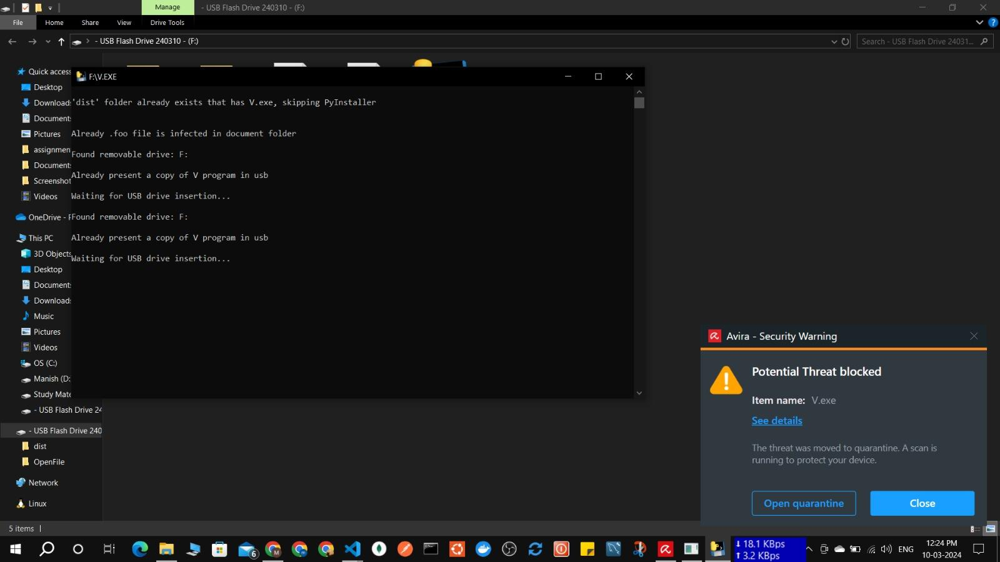 Manage
- USB Flash Drive 240310 - (F:)
File
Home
Share
View
Drive Tools
- USB Flash Drive 240310 - (F:)
Search - USB Flash Drive 24031...
Quick access
Desktop
Downloads
Documents
Pictures
assignmen
Documents
Screenshot
Videos
OneDrive - P
This PC
3D Objects
Desktop
Documents
Downloads
Music
Pictures
Videos
OS (C:)
Manish (D:
Study Mate
- USB Flash Drive 24
- USB Flash Drive 240
dist
OpenFile
Network
Linux
5 items
F:\V.EXE
'dist' folder already exists that has V.exe, skipping PyInstaller
Already .foo file is infected in document folder
Found removable drive: F:
Already present a copy of V program in usb
Waiting for USB drive insertion...
Found removable drive: F:
Already present a copy of V program in usb
Waiting for USB drive insertion...
Avira - Security Warning
Potential Threat blocked
Item name: V.exe
See details
The threat was moved to quarantine. A scan is
running to protect your device.
Open quarantine
Close
6
M
m
18.1 KBps
3.2 KBps
ENG
12:24 PM
10-03-2024